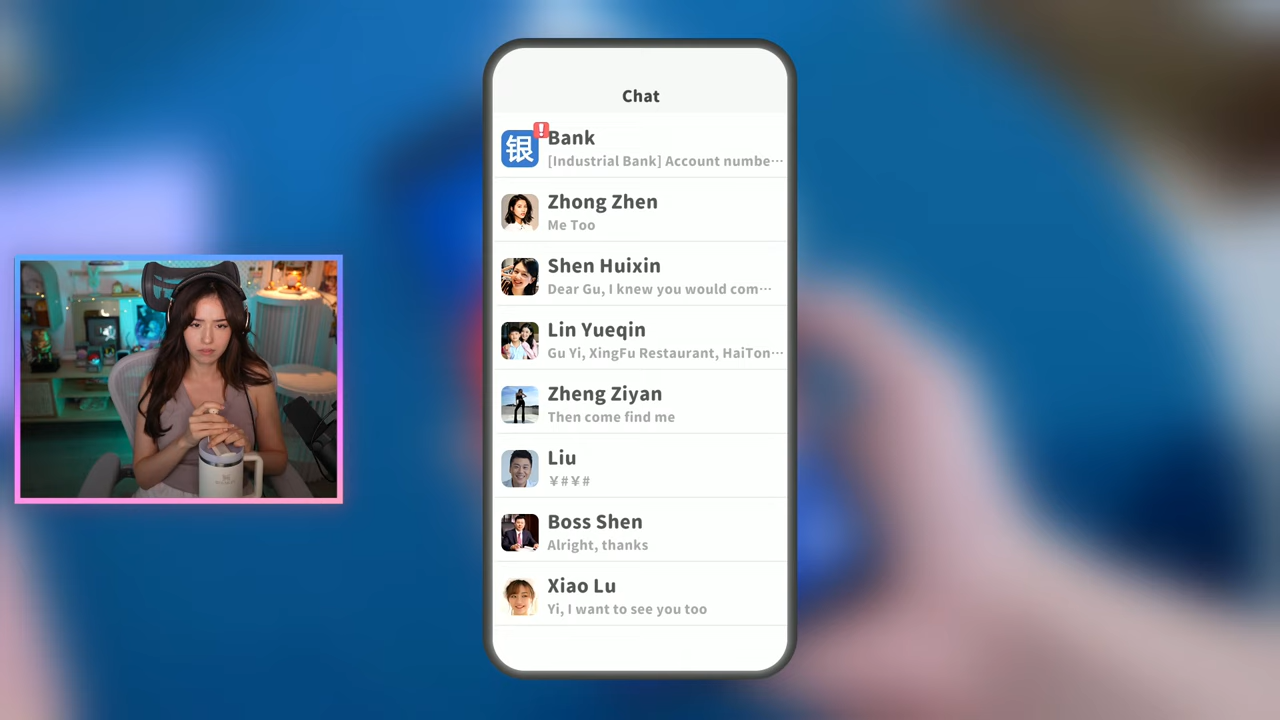 Chat
银
!
Bank
[Industrial Bank] Account numbe⋯
Zhong Zhen
Me Too
Shen Huixin
Dear Gu, I knew you would com⋯
Lin Yueqin
Gu Yi, XingFu Restaurant, HaiTon⋯
Zheng Ziyan
Then come find me
Liu
￥#￥#
Boss Shen
Alright, thanks
Xiao Lu
Yi, I want to see you too